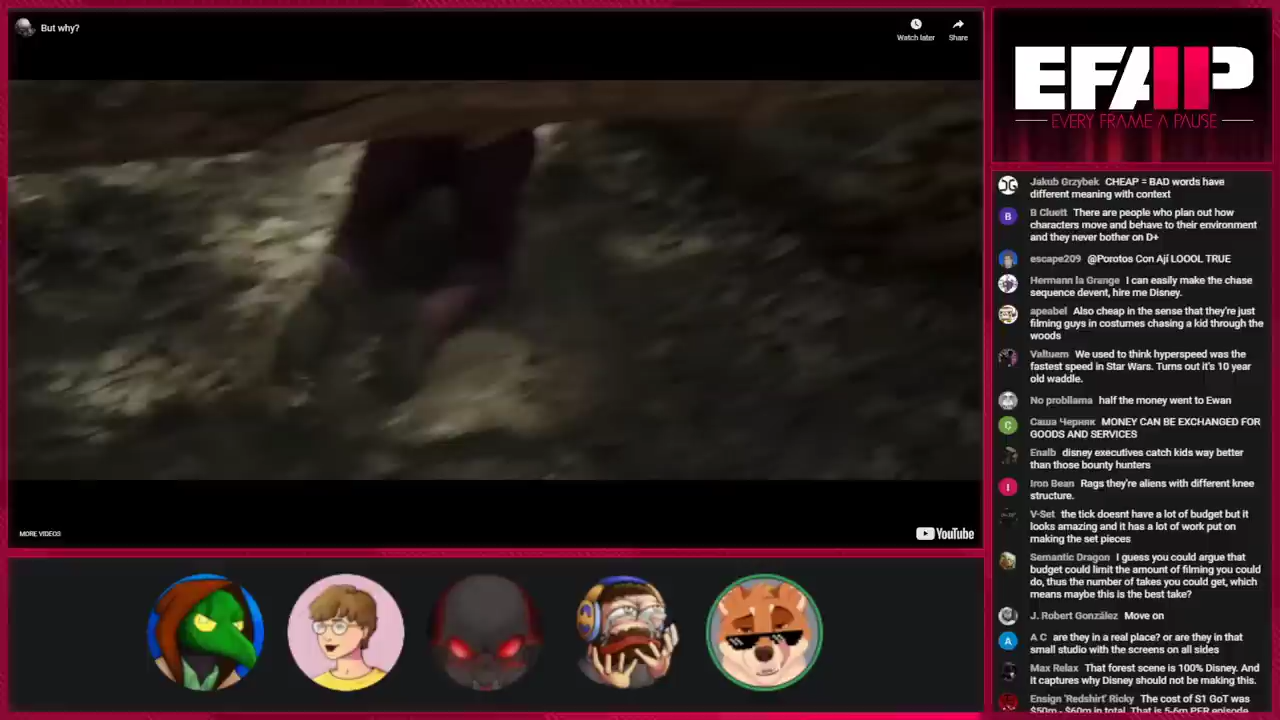 But why?
Watch later
Share
MORE VIDEOS
YouTube
EFAP
EVERY FRAME A PAUSE
Jakub Grzybek CHEAP = BAD words have
different meaning with context
B
B Cluett There are people who plan out how
characters move and behave to their environment
and they never bother on D+
escape209 @Porotos Con Ají LOOOL TRUE
Hermann la Grange I can easily make the chase
sequence devent, hire me Disney.
apeabel Also cheap in the sense that they're just
filming guys in costumes chasing a kid through the
woods
Valtuem We used to think hyperspeed was the
fastest speed in Star Wars. Turns out it's 10 year
old waddle.
No probllama half the money went to Ewan
С
Саша Черняк MONEY CAN BE EXCHANGED FOR
GOODS AND SERVICES
Enalb disney executives catch kids way better
than those bounty hunters
I
Iron Bean Rags they're aliens with different knee
structure.
V-Set the tick doesnt have a lot of budget but it
looks amazing and it has a lot of work put on
making the set pieces
Semantic Dragon I guess you could argue that
budget could limit the amount of filming you could
do, thus the number of takes you could get, which
means maybe this is the best take?
J. Robert González Move on
A
A C are they in a real place? or are they in that
small studio with the screens on all sides
Max Relax That forest scene is 100% Disney. And
it captures why Disney should not be making this.
Ensign 'Redshirt' Ricky The cost of S1 GoT was
$50m - $60m in total. That is 5-6m PER episode